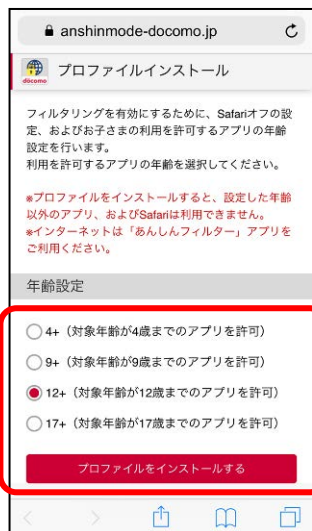 anshinmode-docomo.jp
docomo
プロファイルインストール
フィルタリングを有効にするために、Safariオフの設
定、およびお子さまの利用を許可するアプリの年齢
設定を行います。
利用を許可するアプリの年齢を選択してください。
※プロファイルをインストールすると、設定した年齢
以外のアプリ、およびSafariは利用できません。
※インターネットは「あんしんフィルター」アプリを
ご利用ください。
年齢設定
4+（対象年齢が4歳までのアプリを許可）
9+（対象年齢が9歳までのアプリを許可）
12+（対象年齢が12歳までのアプリを許可）
17+（対象年齢が17歳までのアプリを許可）
プロファイルをインストールする